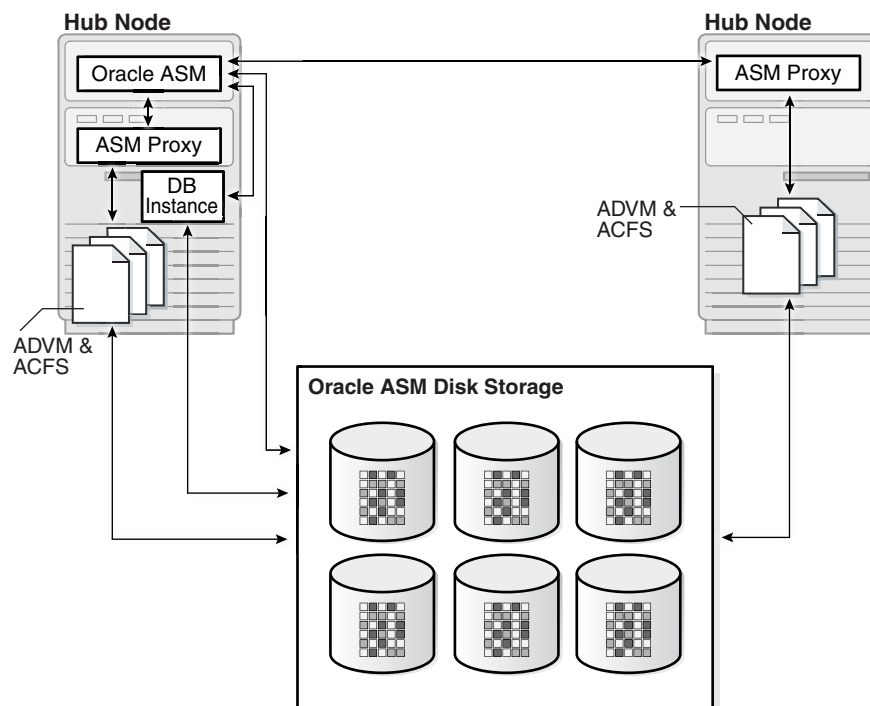 Hub Node
Hub Node
Oracle ASM
ASM Proxy
ASM Proxy
DB
Instance
ADVM &
ACFS
ADVM &
ACFS
Oracle ASM Disk Storage